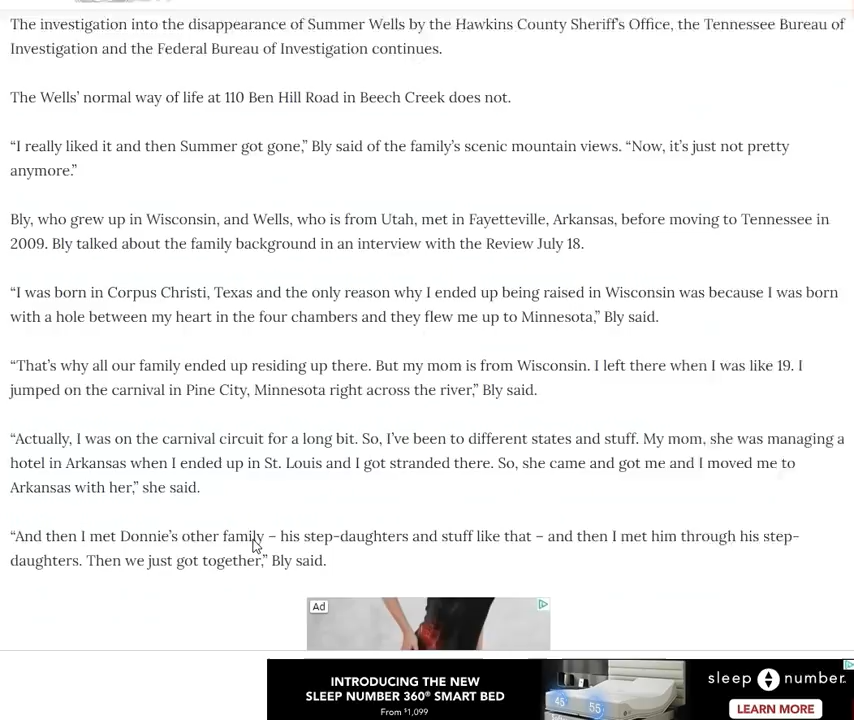 The investigation into the disappearance of Summer Wells by the Hawkins County Sheriff's Office, the Tennessee Bureau of
Investigation and the Federal Bureau of Investigation continues.
The Wells' normal way of life at 110 Ben Hill Road in Beech Creek does not.
“I really liked it and then Summer got gone,” Bly said of the family's scenic mountain views. “Now, it's just not pretty
anymore.”
Bly, who grew up in Wisconsin, and Wells, who is from Utah, met in Fayetteville, Arkansas, before moving to Tennessee in
2009. Bly talked about the family background in an interview with the Review July 18.
“I was born in Corpus Christi, Texas and the only reason why I ended up being raised in Wisconsin was because I was born
with a hole between my heart in the four chambers and they flew me up to Minnesota,” Bly said.
“That's why all our family ended up residing up there. But my mom is from Wisconsin. I left there when I was like 19. I
jumped on the carnival in Pine City, Minnesota right across the river,” Bly said.
“Actually, I was on the carnival circuit for a long bit. So, I've been to different states and stuff. My mom, she was managing a
hotel in Arkansas when I ended up in St. Louis and I got stranded there. So, she came and got me and I moved me to
Arkansas with her,” she said.
“And then I met Donnie's other family – his step-daughters and stuff like that – and then I met him through his step-
daughters. Then we just got together,” Bly said.
Ad
INTRODUCING THE NEW
SLEEP NUMBER 360® SMART BED
From $1,099
45
55
sleep number.
LEARN MORE